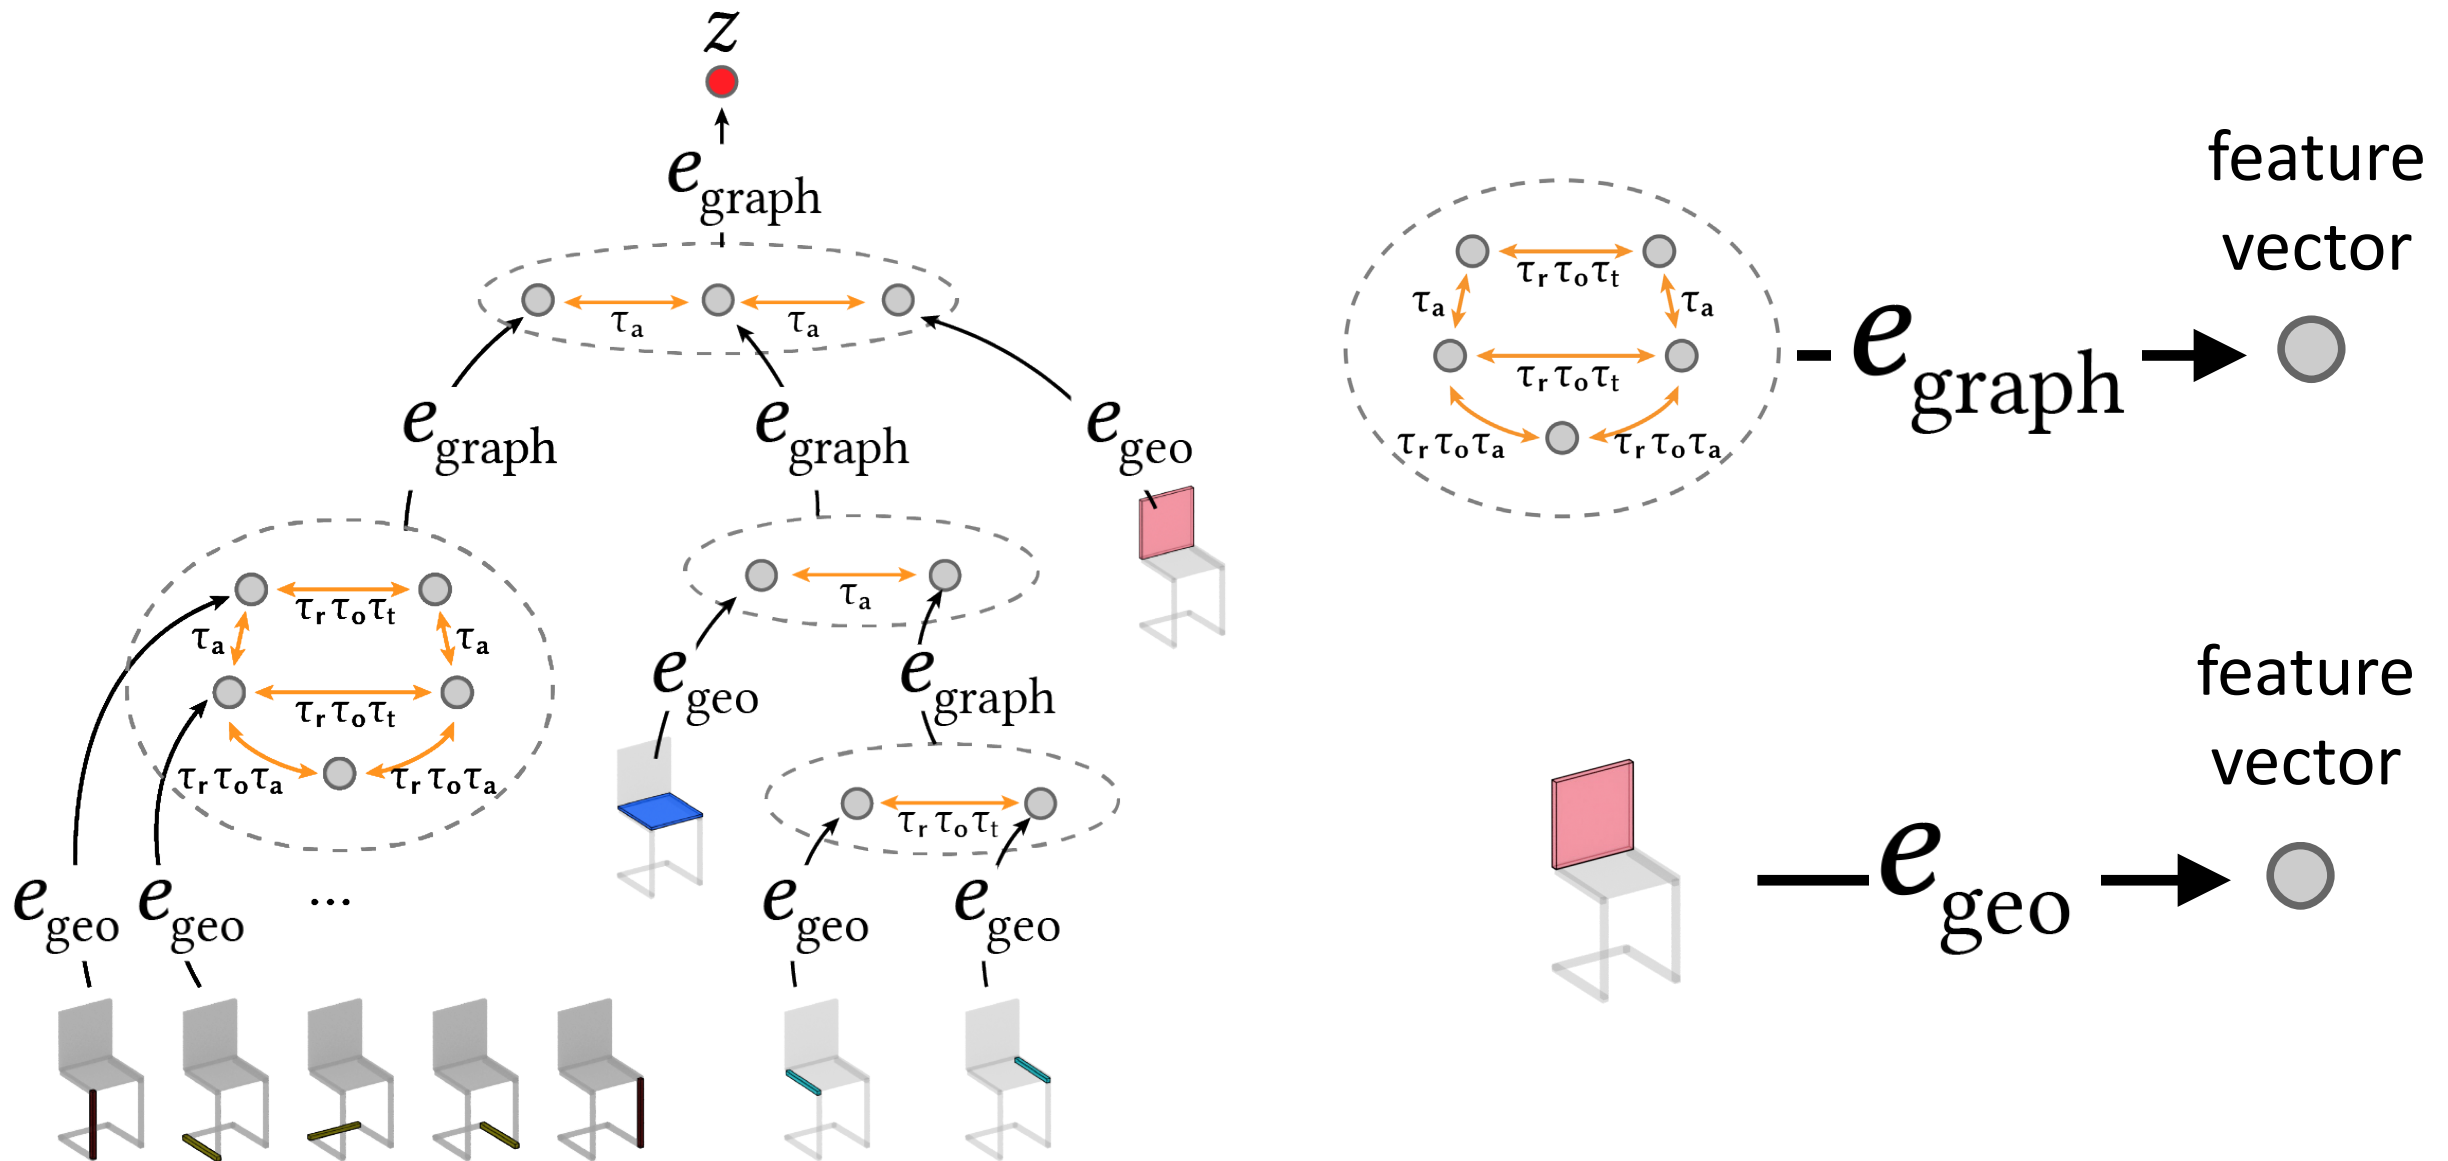 z
e_graph
τ_a τ_a
e_graph e_graph e_geo
τ_r τ_o τ_t
τ_a τ_a
τ_r τ_o τ_t
τ_r τ_o τ_a τ_r τ_o τ_a
τ_a
e_geo e_graph
τ_r τ_o τ_t
e_geo e_geo ... e_geo e_geo
τ_r τ_o τ_t
τ_a τ_a
τ_r τ_o τ_t
τ_r τ_o τ_a τ_r τ_o τ_a
e_graph
feature
vector
e_geo
feature
vector